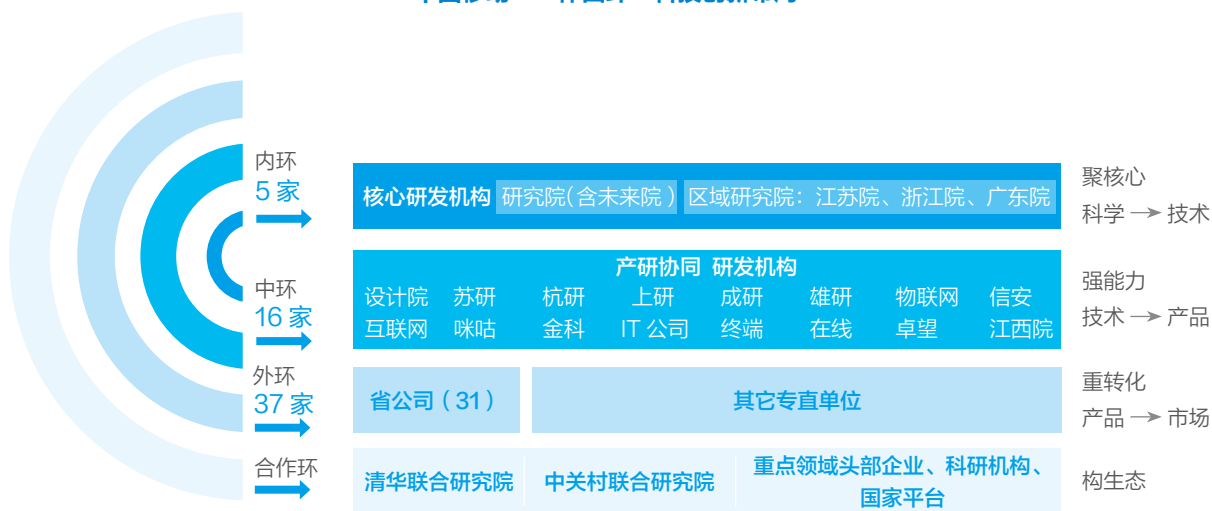 内环
5 家
核心研发机构 研究院（含未来院） 区域研究院：江苏院、浙江院、广东院
聚核心
科学 → 技术
中环
16 家
产研协同 研发机构
设计院 苏研 杭研 上研 成研 雄研 物联网 信安
互联网 咪咕 金科 IT 公司 终端 在线 卓望 江西院
强能力
技术 → 产品
外环
37 家
省公司（31） 其它专直单位
重转化
产品 → 市场
合作环
清华联合研究院 中关村联合研究院 重点领域头部企业、科研机构、
国家平台
构生态